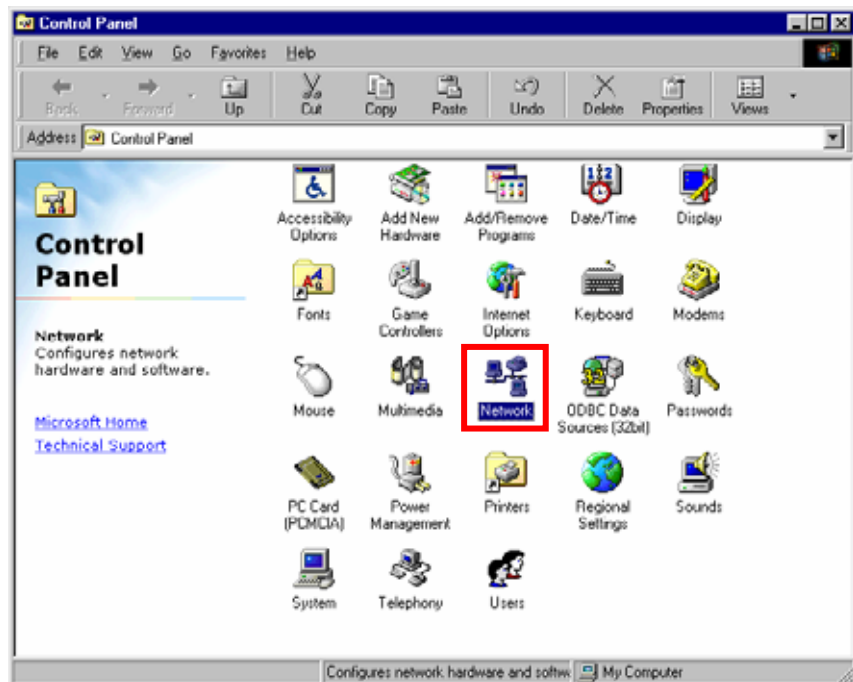 Control Panel
File Edit View Go Favorites Help
Back Forward Up Cut Copy Paste Undo Delete Properties Views
Address Control Panel
Control
Panel
Network
Configures network
hardware and software.
Microsoft Home
Technical Support
Accessibility
Options
Add New
Hardware
Add/Remove
Programs
Date/Time
Display
Fonts
Game
Controllers
Internet
Options
Keyboard
Modems
Mouse
Multimedia
Network
ODBC Data
Sources (32bit)
Passwords
PC Card
(PCMCIA)
Power
Management
Printers
Regional
Settings
Sounds
System
Telephony
Users
Configures network hardware and softw My Computer